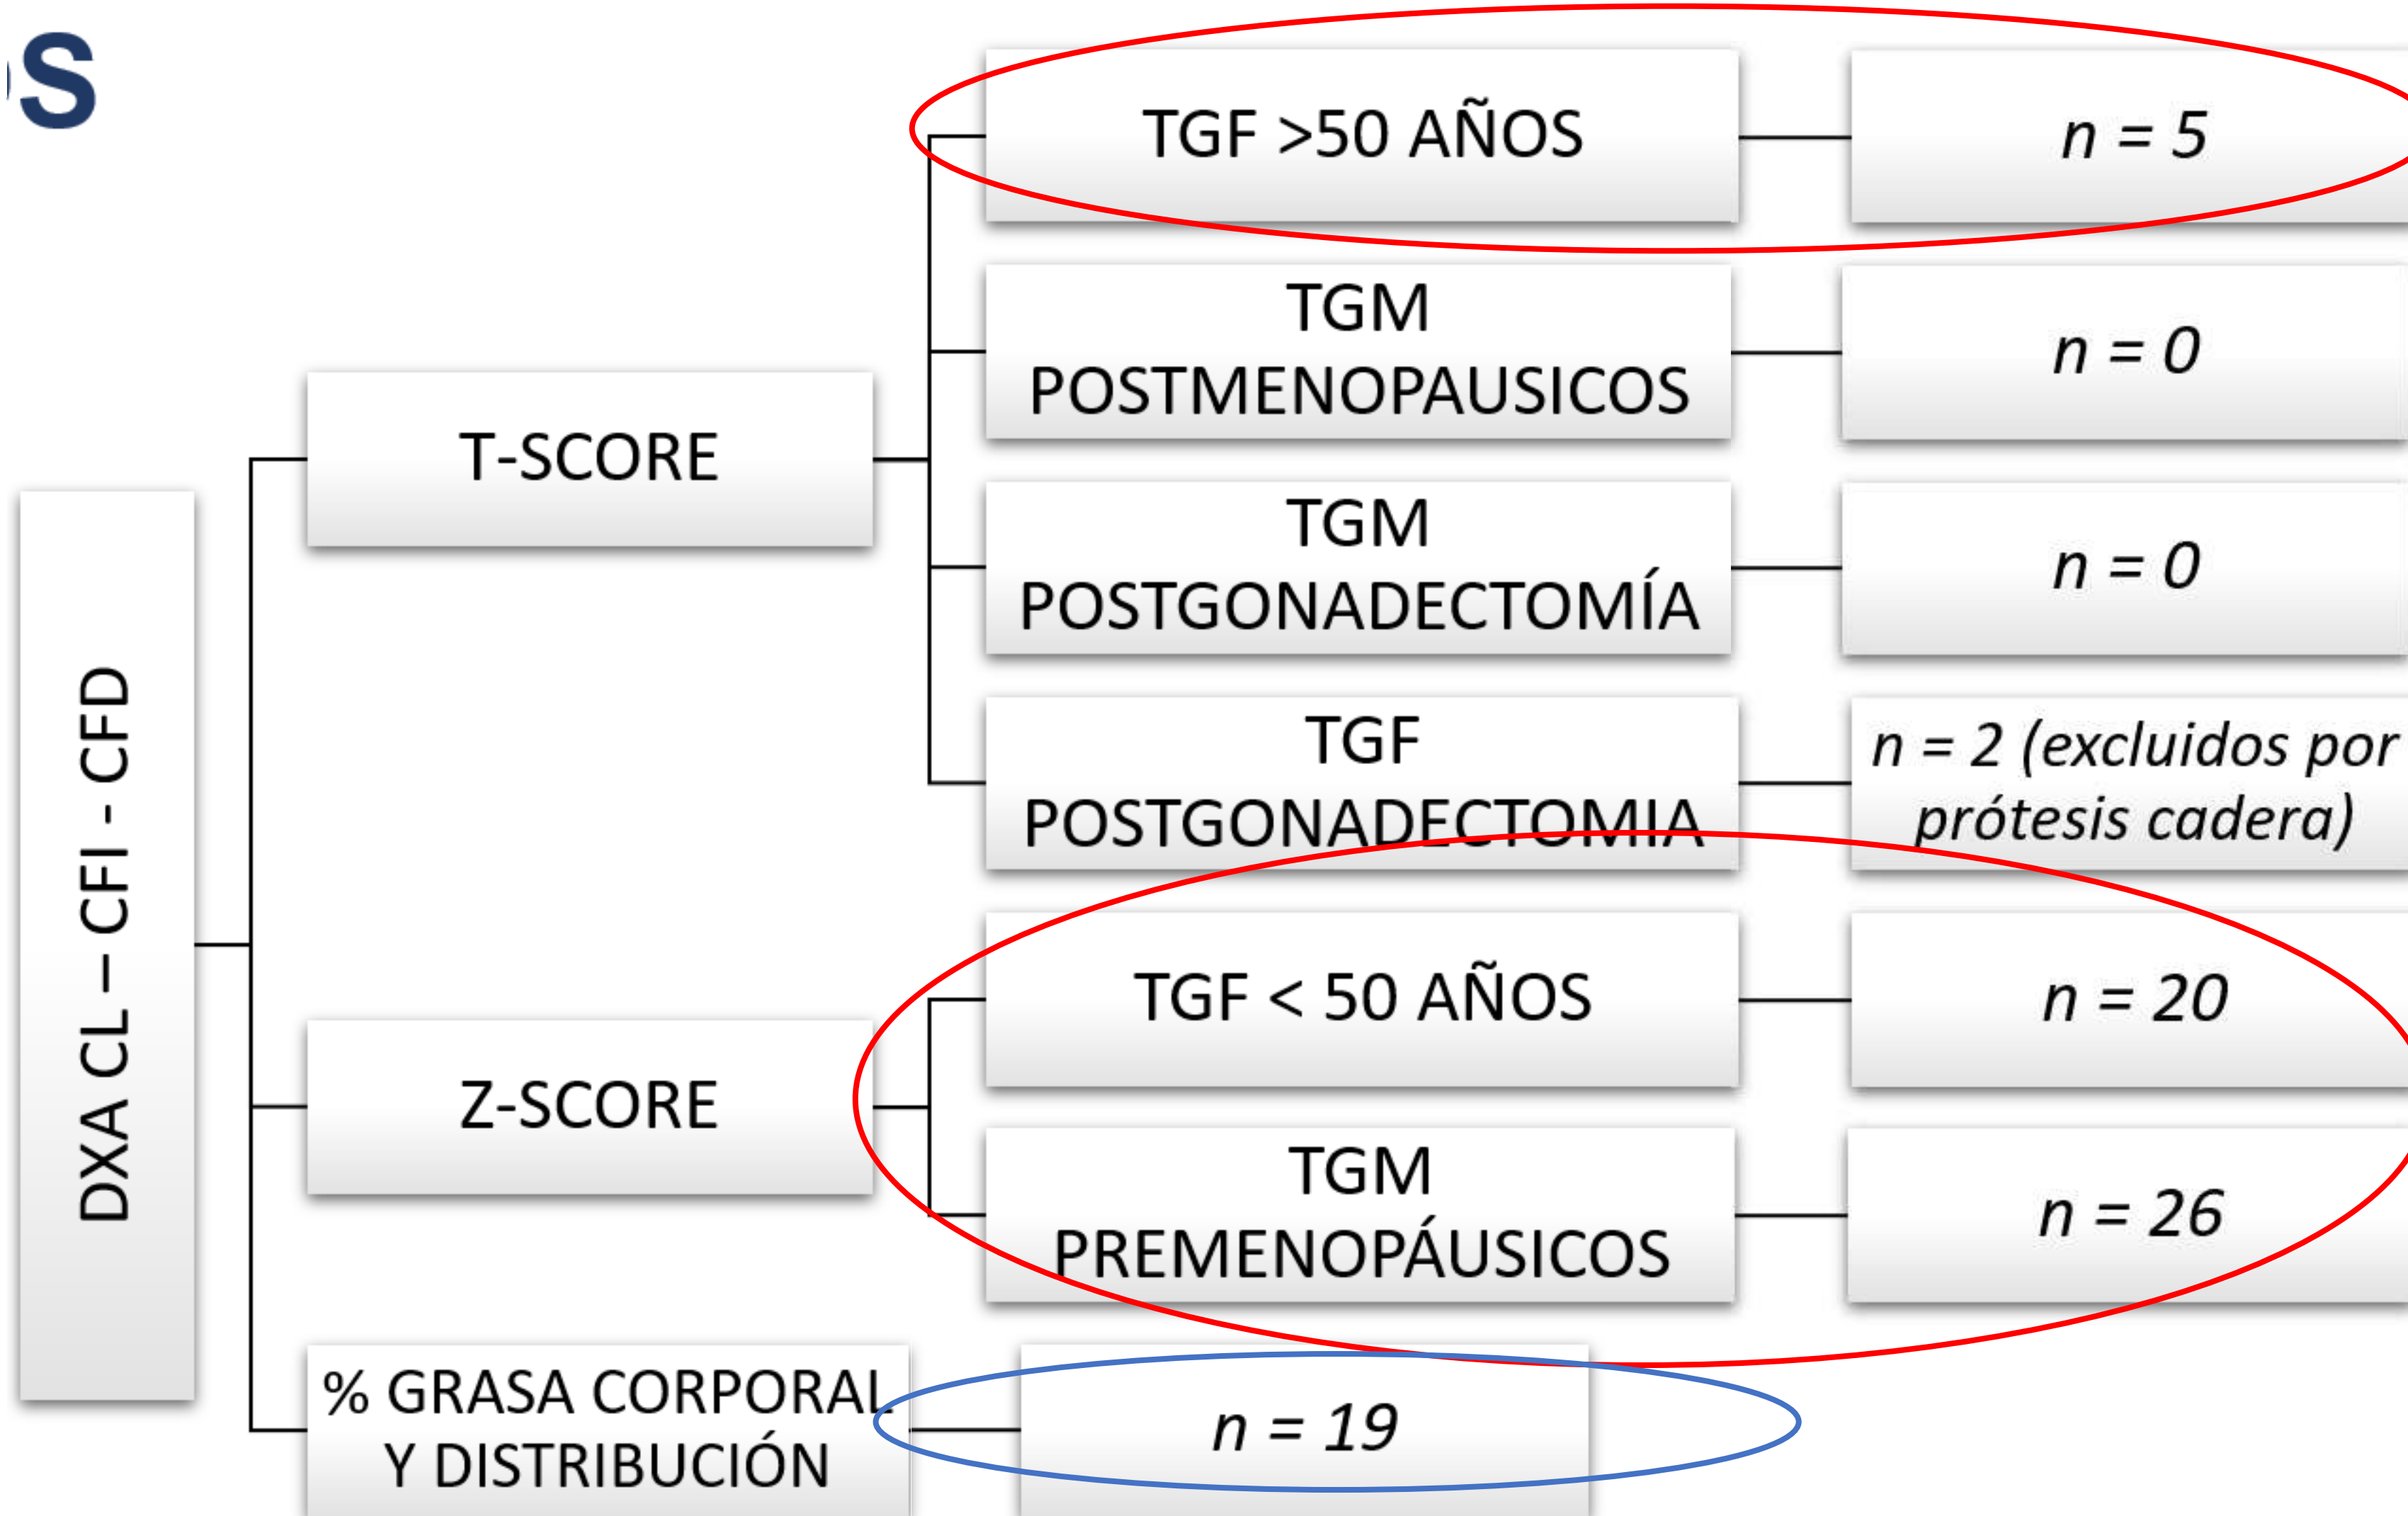 os
TGF >50 AÑOS
n = 5
TGM
POSTMENOPAUSICOS
n = 0
T-SCORE
TGM
POSTGONADECTOMÍA
n = 0
TGF
POSTGONADECTOMIA
n = 2 (excluidos por
prótesis cadera)
DXA CL – CFI - CFD
TGF < 50 AÑOS
n = 20
Z-SCORE
TGM
PREMENOPÁUSICOS
n = 26
% GRASA CORPORAL
Y DISTRIBUCIÓN
n = 19